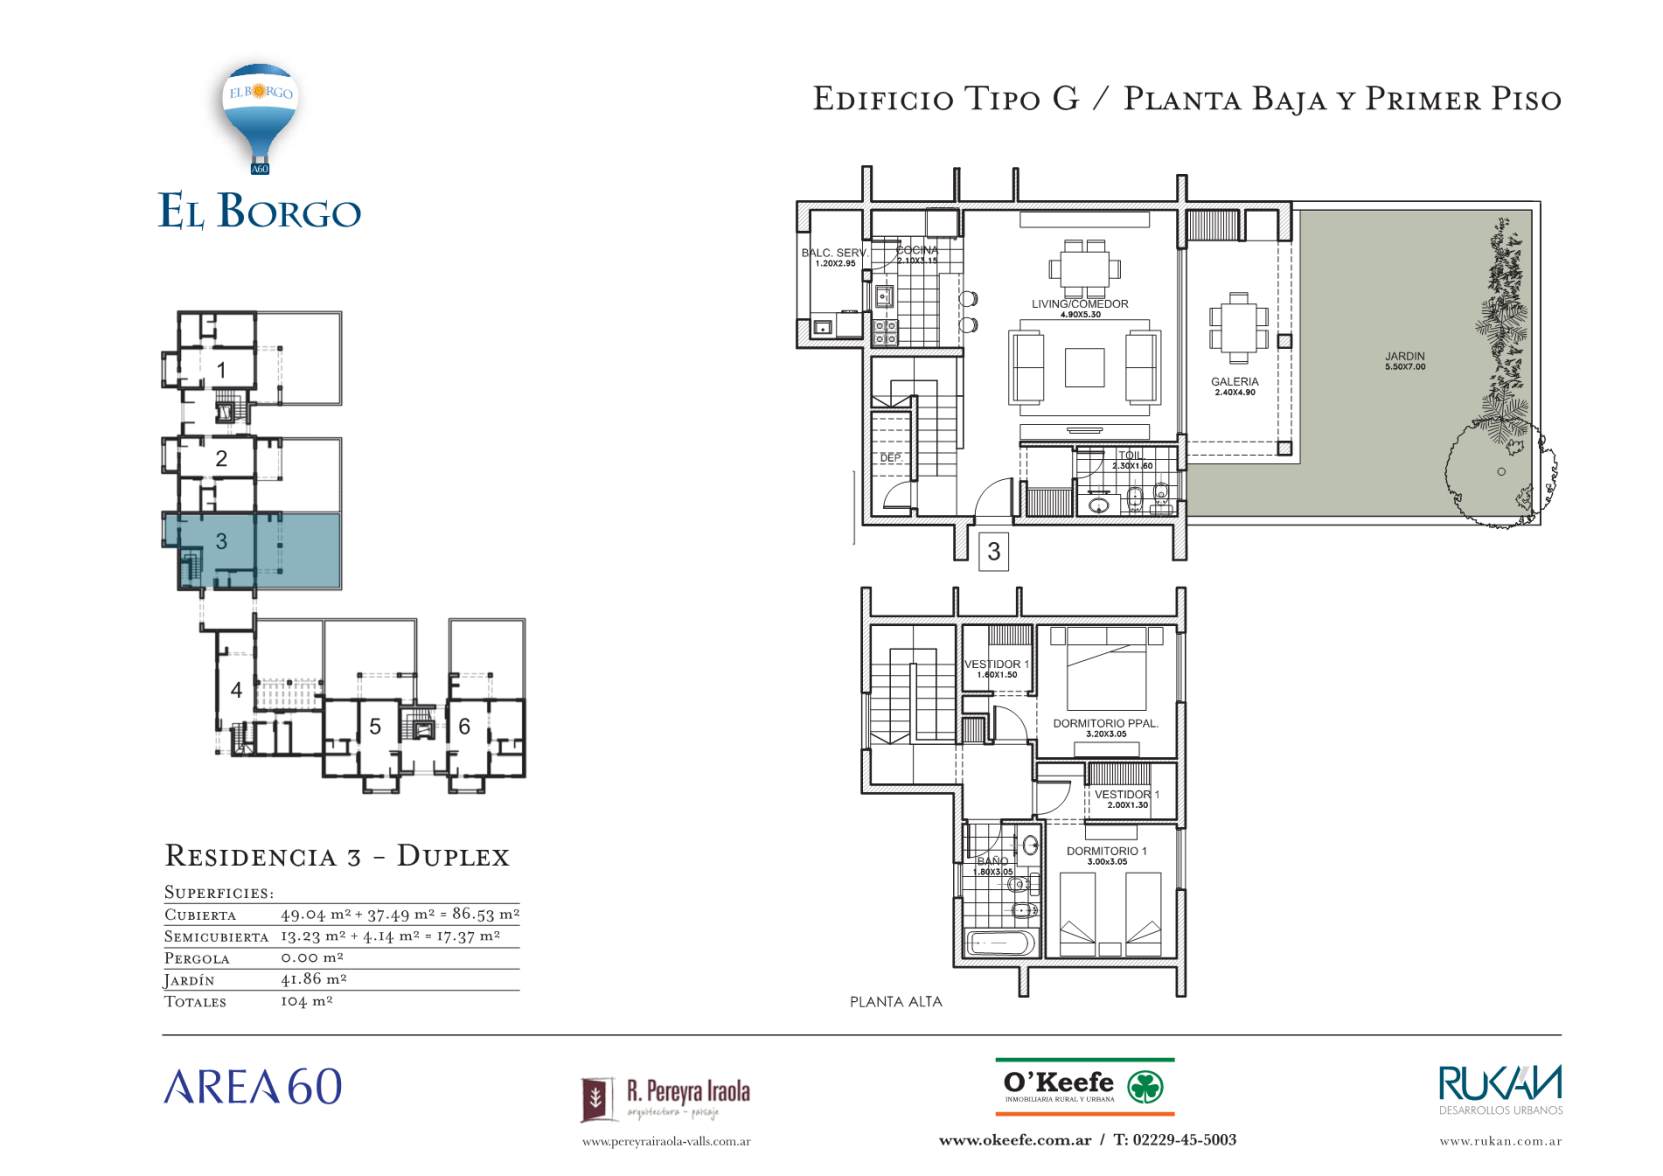 EL BORGO
A60
EL BORGO
EDIFICIO TIPO G / PLANTA BAJA Y PRIMER PISO
1
2
3
4
5
6
BALC. SERV.
1.20X2.95
COCINA
2.10X3.15
LIVING/COMEDOR
4.90X5.30
GALERIA
2.40X4.90
JARDIN
5.50X7.00
DEP.
TOIL.
2.30X1.60
3
VESTIDOR 1
1.60X1.50
DORMITORIO PPAL.
3.20X3.05
VESTIDOR 1
2.00X1.30
DORMITORIO 1
3.00x3.05
BAÑO
1.80X3.05
PLANTA ALTA
RESIDENCIA 3 – DUPLEX
SUPERFICIES:
CUBIERTA 49.04 m² + 37.49 m² = 86.53 m²
SEMICUBIERTA 13.23 m² + 4.14 m² = 17.37 m²
PERGOLA 0.00 m²
JARDÍN 41.86 m²
TOTALES 104 m²
AREA60
R. Pereyra Iraola
arquitectura - paisaje
www.pereyrairaola-valls.com.ar
O'Keefe
INMOBILIARIA RURAL Y URBANA
www.okeefe.com.ar / T: 02229-45-5003
RUKAN
DESARROLLOS URBANOS
www.rukan.com.ar